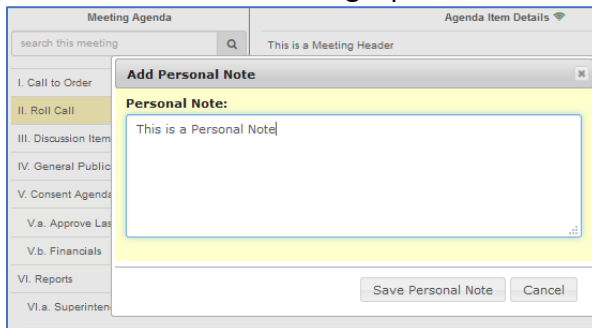 Meeting Agenda
Agenda Item Details
search this meeting
This is a Meeting Header
I. Call to Order
II. Roll Call
III. Discussion Item
IV. General Public
V. Consent Agenda
V.a. Approve Las
V.b. Financials
VI. Reports
VI.a. Superinten
Add Personal Note
Personal Note:
This is a Personal Note
Save Personal Note
Cancel